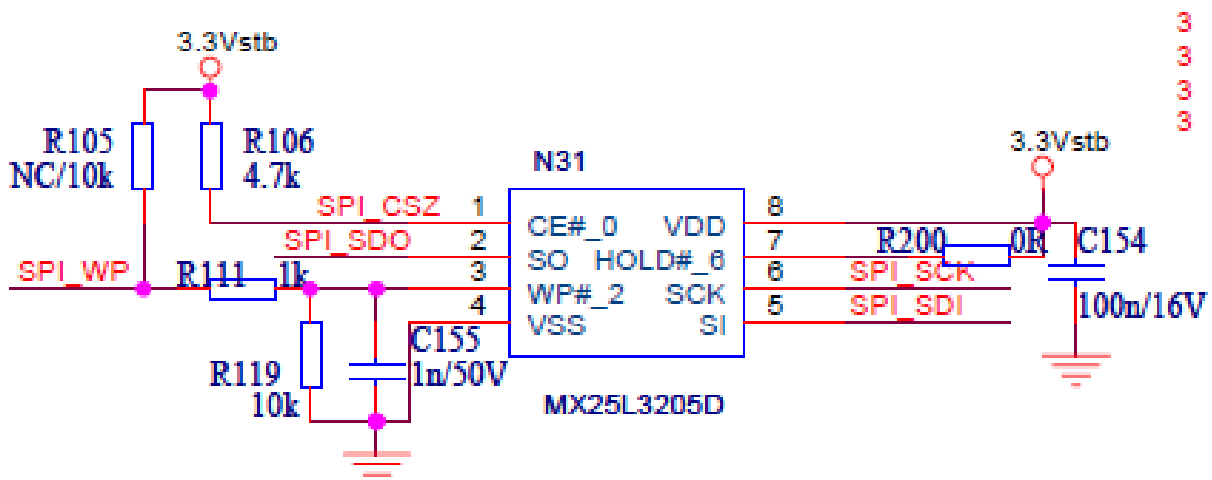 3
3
3
3
3.3Vstb
R105
NC/10k
R106
4.7k
3.3Vstb
N31
SPI_CSZ
1
CE#_0
VDD
8
SPI_SDO
2
SO
HOLD#_6
7
R200
0R
C154
100n/16V
SPI_WP
R111
1k
3
WP#_2
SCK
6
SPI_SCK
4
VSS
SI
5
SPI_SDI
R119
10k
C155
1n/50V
MX25L3205D